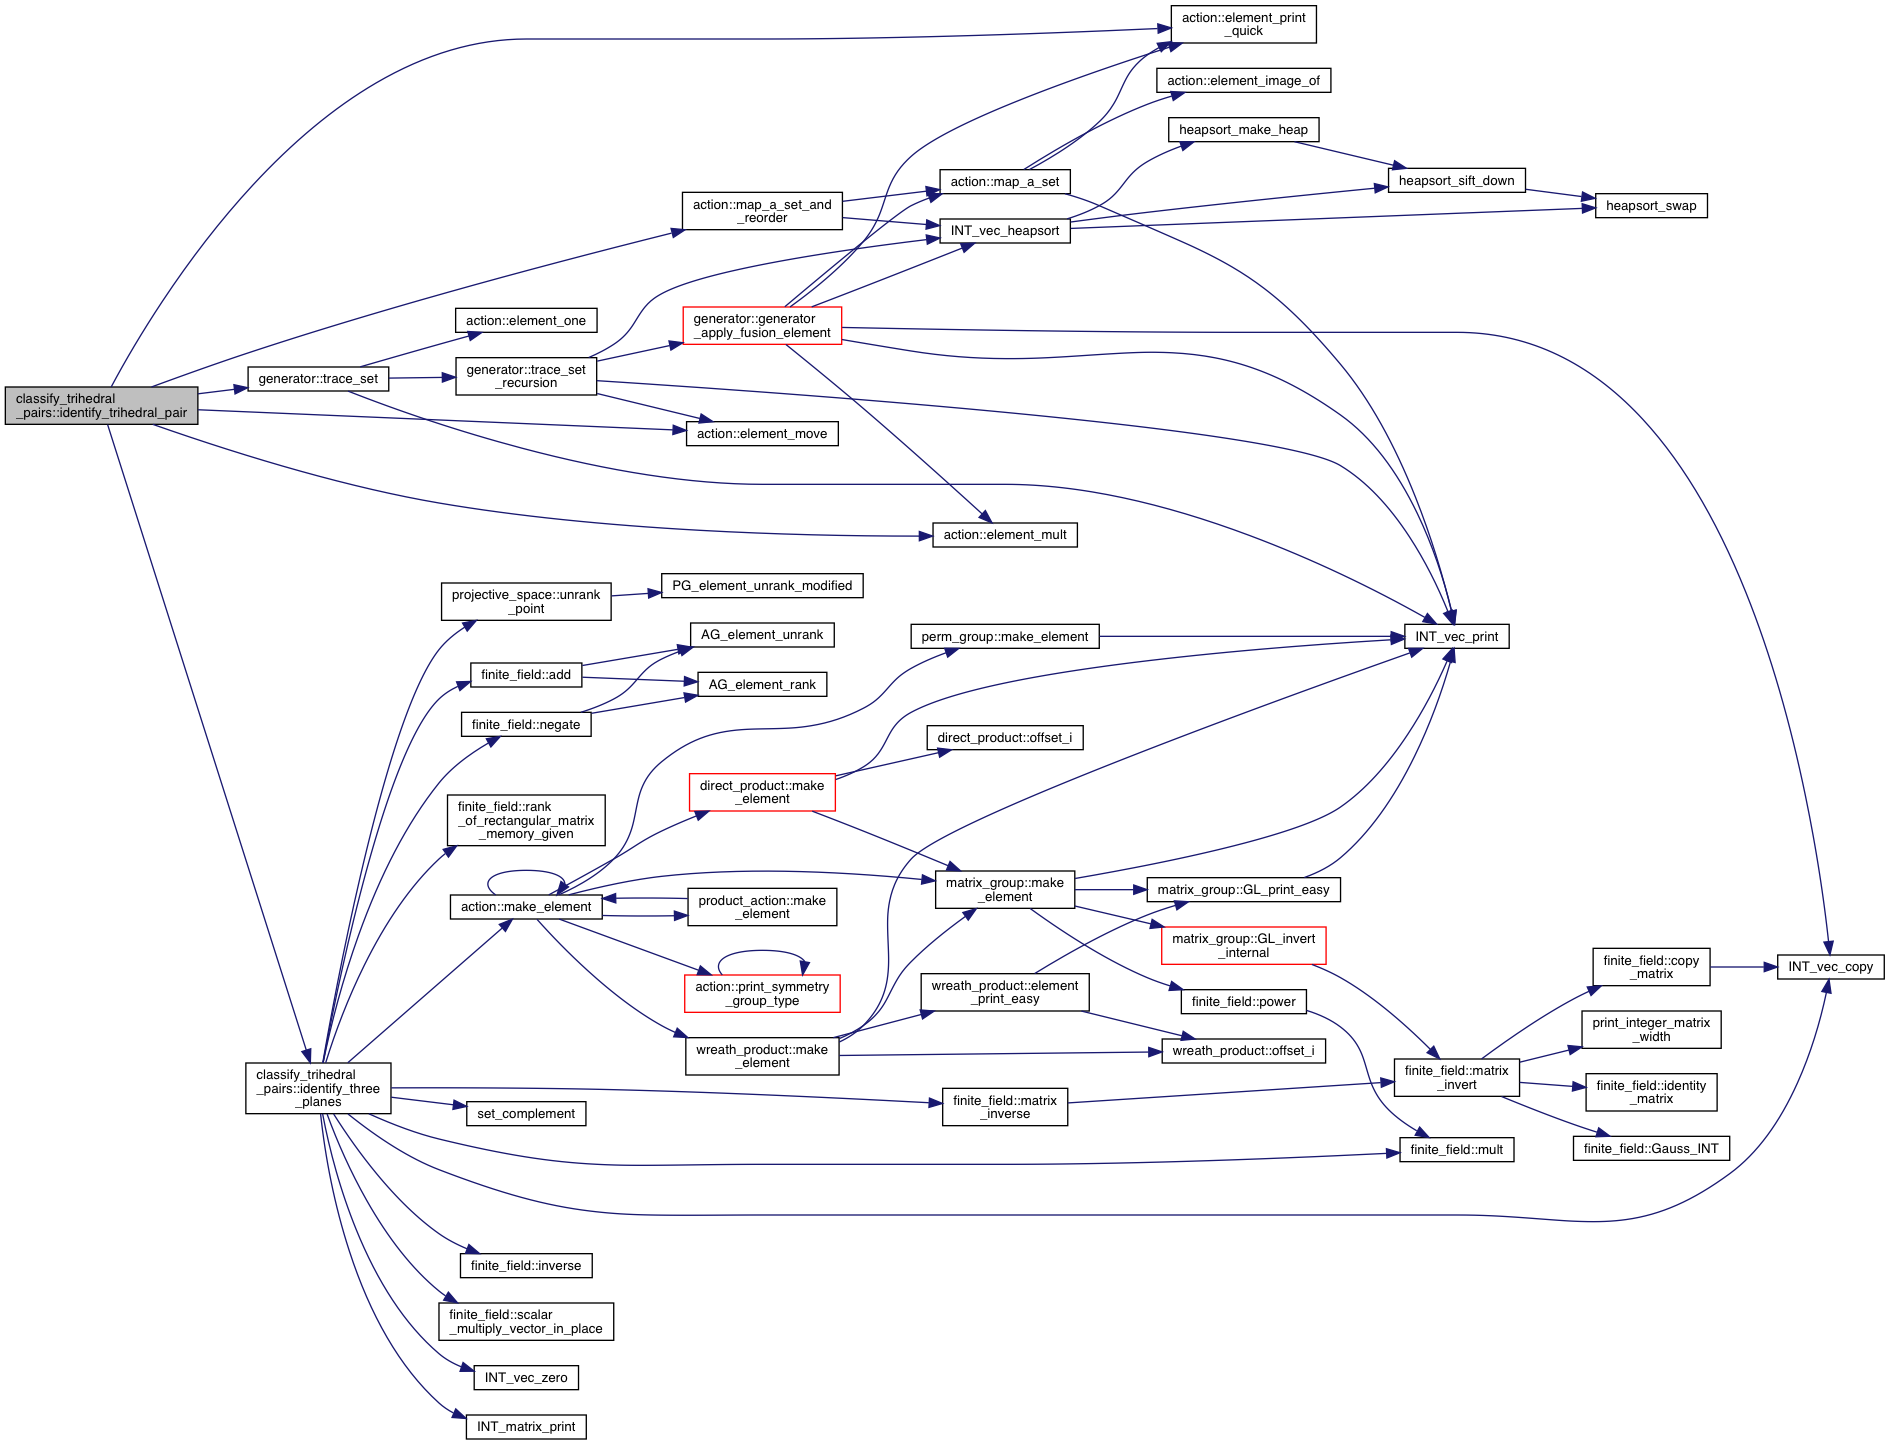 action::element_print
_quick
action::element_image_of
heapsort_make_heap
action::map_a_set
heapsort_sift_down
action::map_a_set_and
_reorder
heapsort_swap
INT_vec_heapsort
action::element_one
generator::generator
_apply_fusion_element
generator::trace_set
generator::trace_set
_recursion
classify_trihedral
_pairs::identify_trihedral_pair
action::element_move
action::element_mult
projective_space::unrank
_point
PG_element_unrank_modified
AG_element_unrank
perm_group::make_element
INT_vec_print
finite_field::add
AG_element_rank
finite_field::negate
direct_product::offset_i
direct_product::make
_element
finite_field::rank
_of_rectangular_matrix
_memory_given
matrix_group::make
_element
matrix_group::GL_print_easy
action::make_element
product_action::make
_element
matrix_group::GL_invert
_internal
finite_field::copy
_matrix
INT_vec_copy
action::print_symmetry
_group_type
wreath_product::element
_print_easy
finite_field::power
print_integer_matrix
_width
wreath_product::make
_element
wreath_product::offset_i
classify_trihedral
_pairs::identify_three
_planes
finite_field::matrix
_invert
finite_field::identity
_matrix
set_complement
finite_field::matrix
_inverse
finite_field::mult
finite_field::Gauss_INT
finite_field::inverse
finite_field::scalar
_multiply_vector_in_place
INT_vec_zero
INT_matrix_print